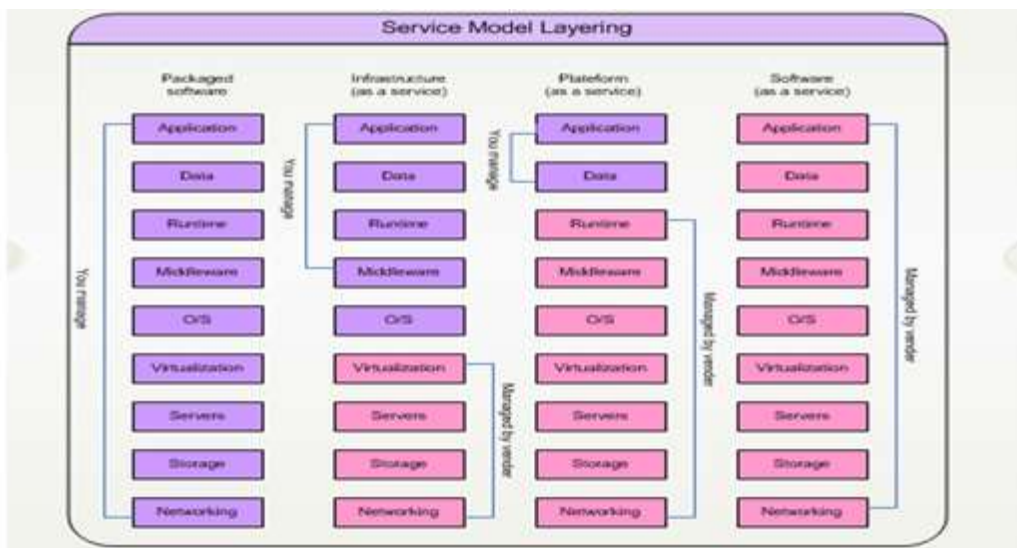 Service Model Layering
Packaged
software
Infrastructure
(as a service)
Plateform
(as a service)
Software
(as a service)
Application
Application
Application
Application
Data
Data
Data
Data
Runtime
Runtime
Runtime
Runtime
Middleware
Middleware
Middleware
Middleware
O/S
O/S
O/S
O/S
Virtualization
Virtualization
Virtualization
Virtualization
Servers
Servers
Servers
Servers
Storage
Storage
Storage
Storage
Networking
Networking
Networking
Networking
You manage
You manage
You manage
Managed by vender
Managed by vender
Managed by vender